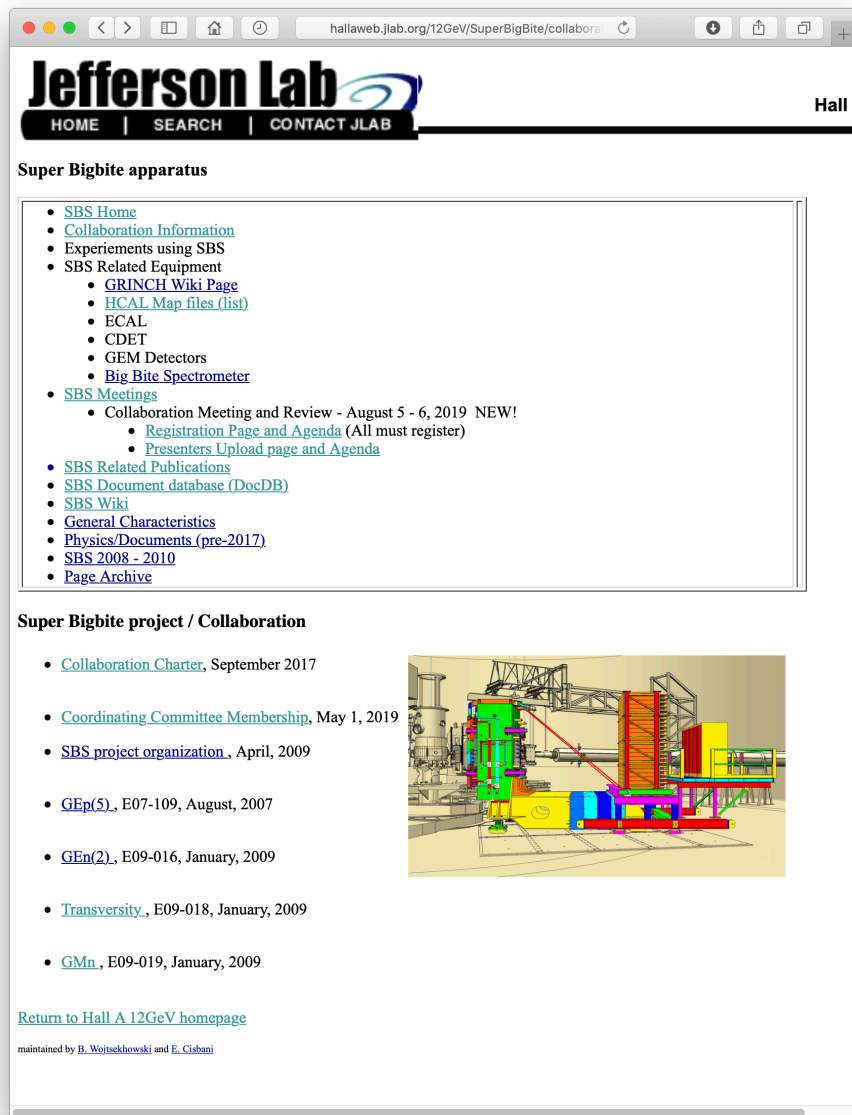 hallaweb.jlab.org/12GeV/SuperBigBite/collabora
Jefferson Lab
HOME | SEARCH | CONTACT JLAB
Hall
Super Bigbite apparatus
SBS Home
Collaboration Information
Experiements using SBS
SBS Related Equipment
GRINCH Wiki Page
HCAL Map files (list)
ECAL
CDET
GEM Detectors
Big Bite Spectrometer
SBS Meetings
Collaboration Meeting and Review - August 5 - 6, 2019 NEW!
Registration Page and Agenda (All must register)
Presenters Upload page and Agenda
SBS Related Publications
SBS Document database (DocDB)
SBS Wiki
General Characteristics
Physics/Documents (pre-2017)
SBS 2008 - 2010
Page Archive
Super Bigbite project / Collaboration
Collaboration Charter, September 2017
Coordinating Committee Membership, May 1, 2019
SBS project organization , April, 2009
GEp(5) , E07-109, August, 2007
GEn(2) , E09-016, January, 2009
Transversity , E09-018, January, 2009
GMn , E09-019, January, 2009
Return to Hall A 12GeV homepage
maintained by B. Wojtsekhowski and E. Cisbani